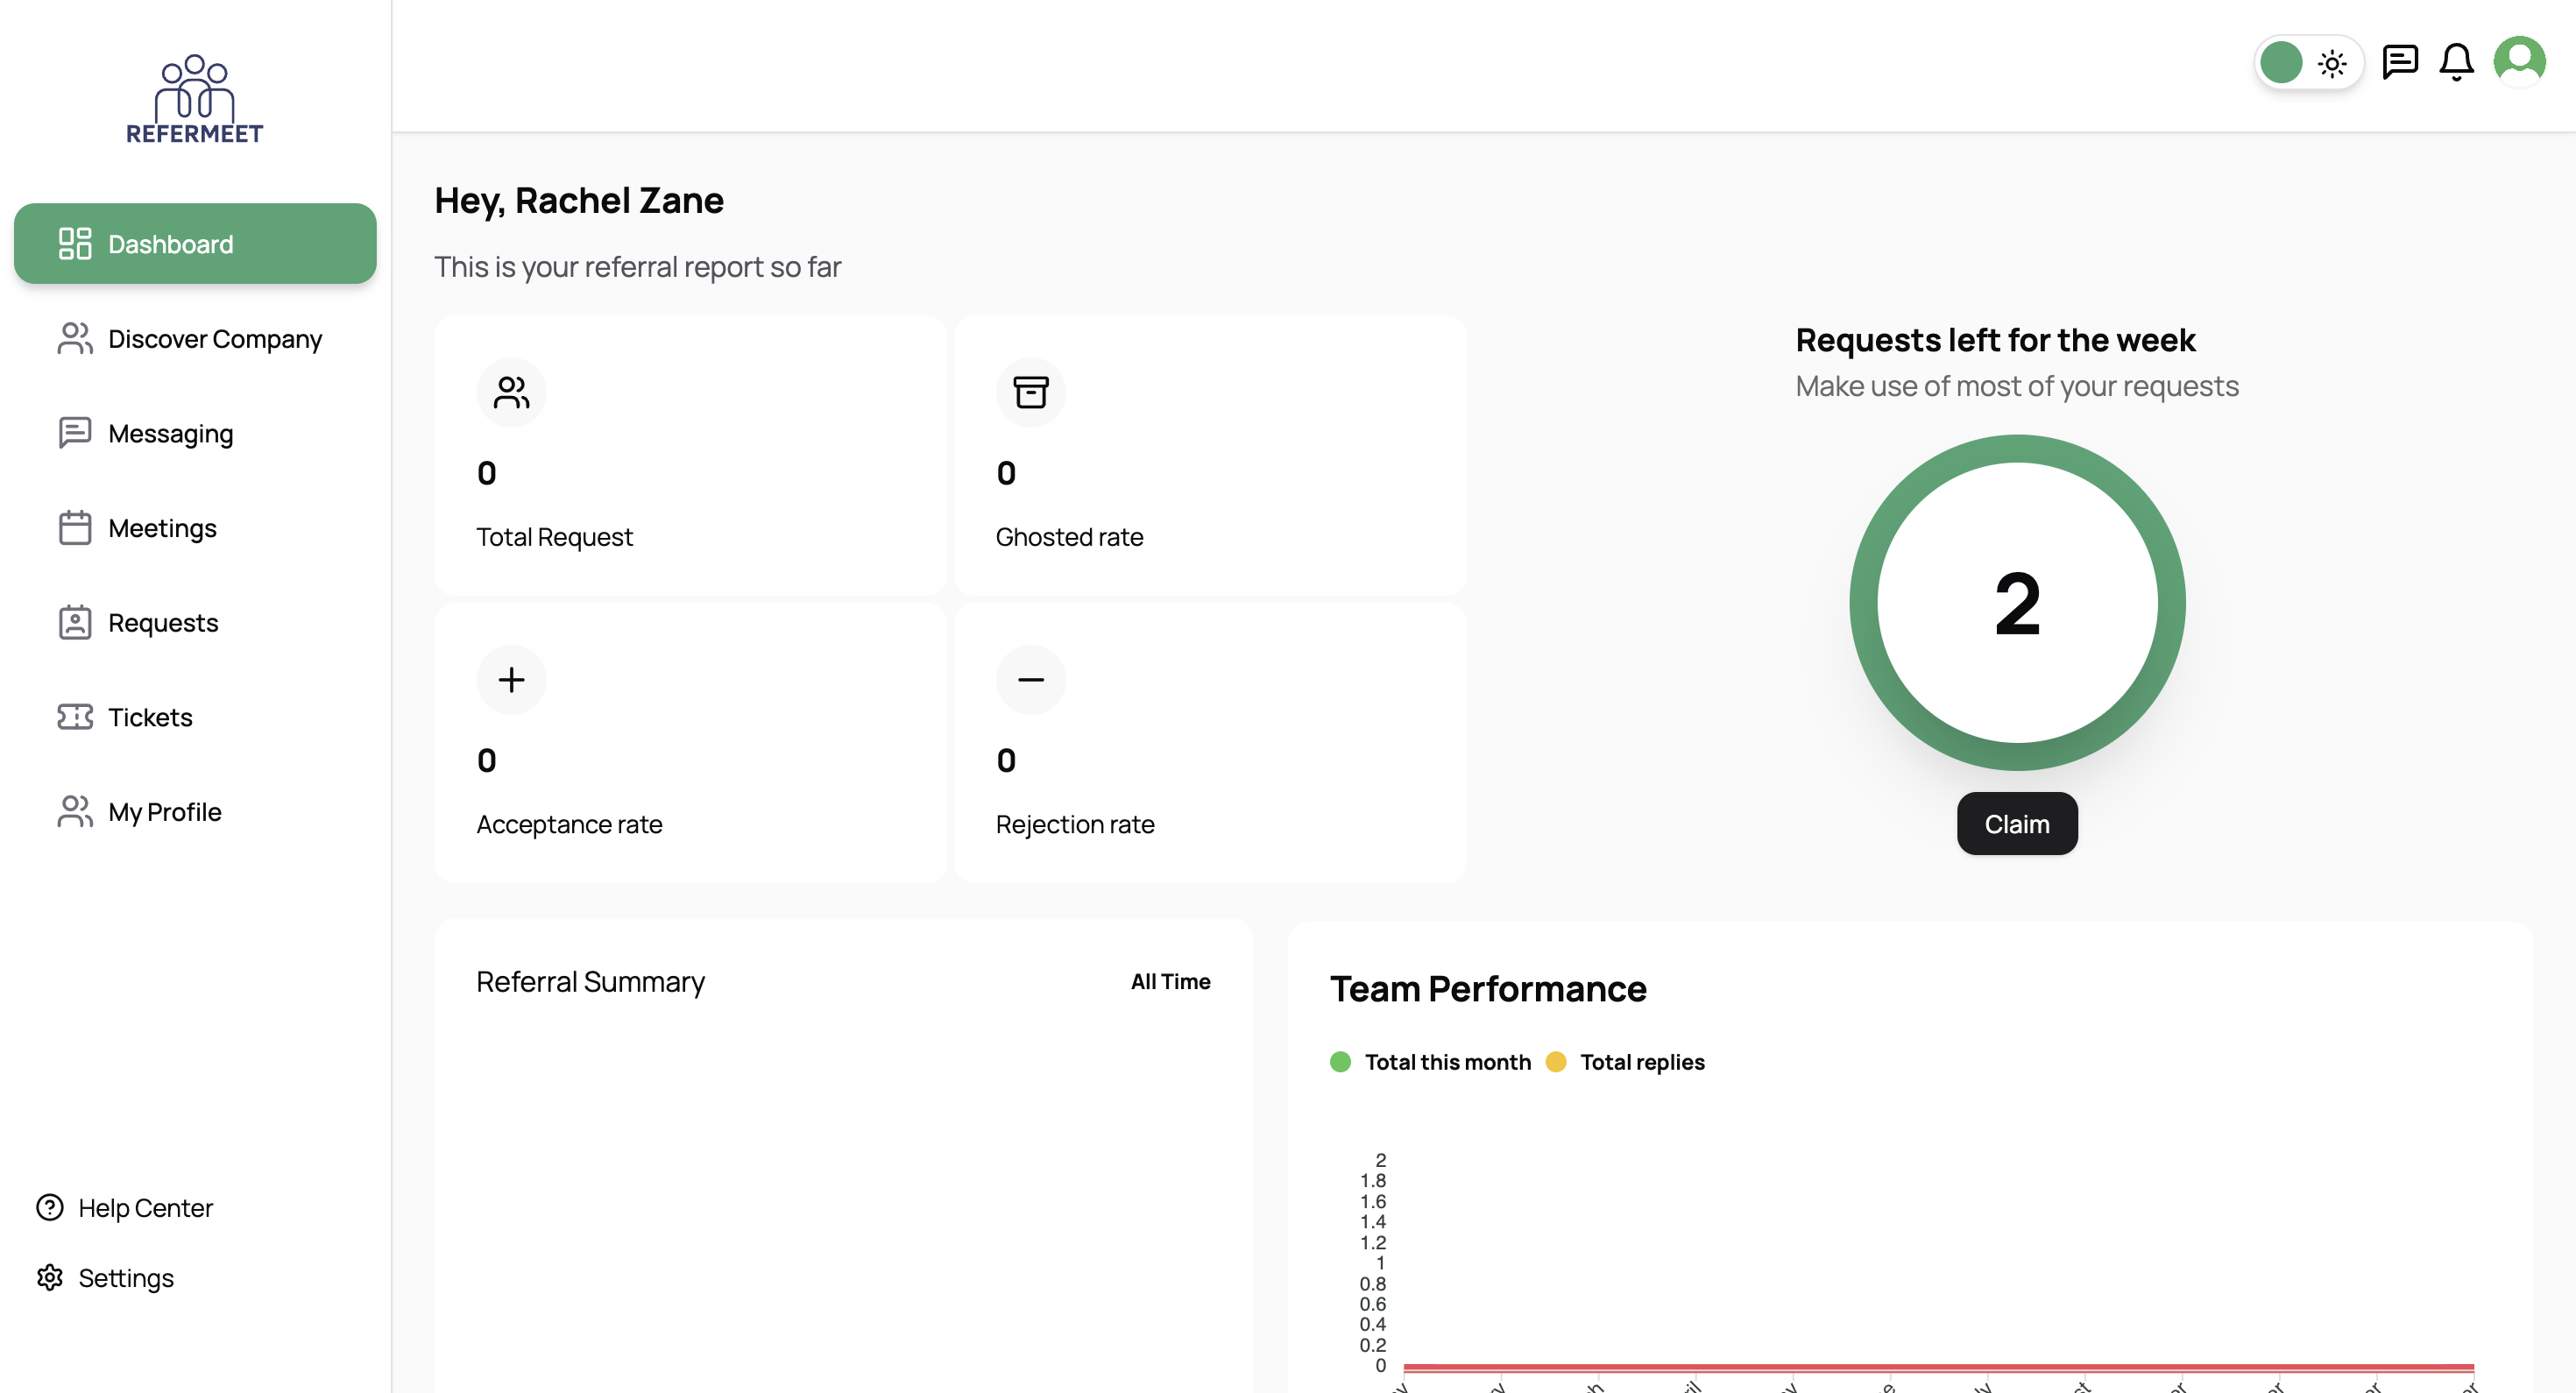 REFERMEET
Dashboard
Discover Company
Messaging
Meetings
Requests
Tickets
My Profile
Help Center
Settings
Hey, Rachel Zane
This is your referral report so far
0
Total Request
0
Ghosted rate
0
Acceptance rate
0
Rejection rate
Requests left for the week
Make use of most of your requests
2
Claim
Referral Summary
All Time
Team Performance
Total this month
Total replies
2
1.8
1.6
1.4
1.2
1
0.8
0.6
0.4
0.2
0